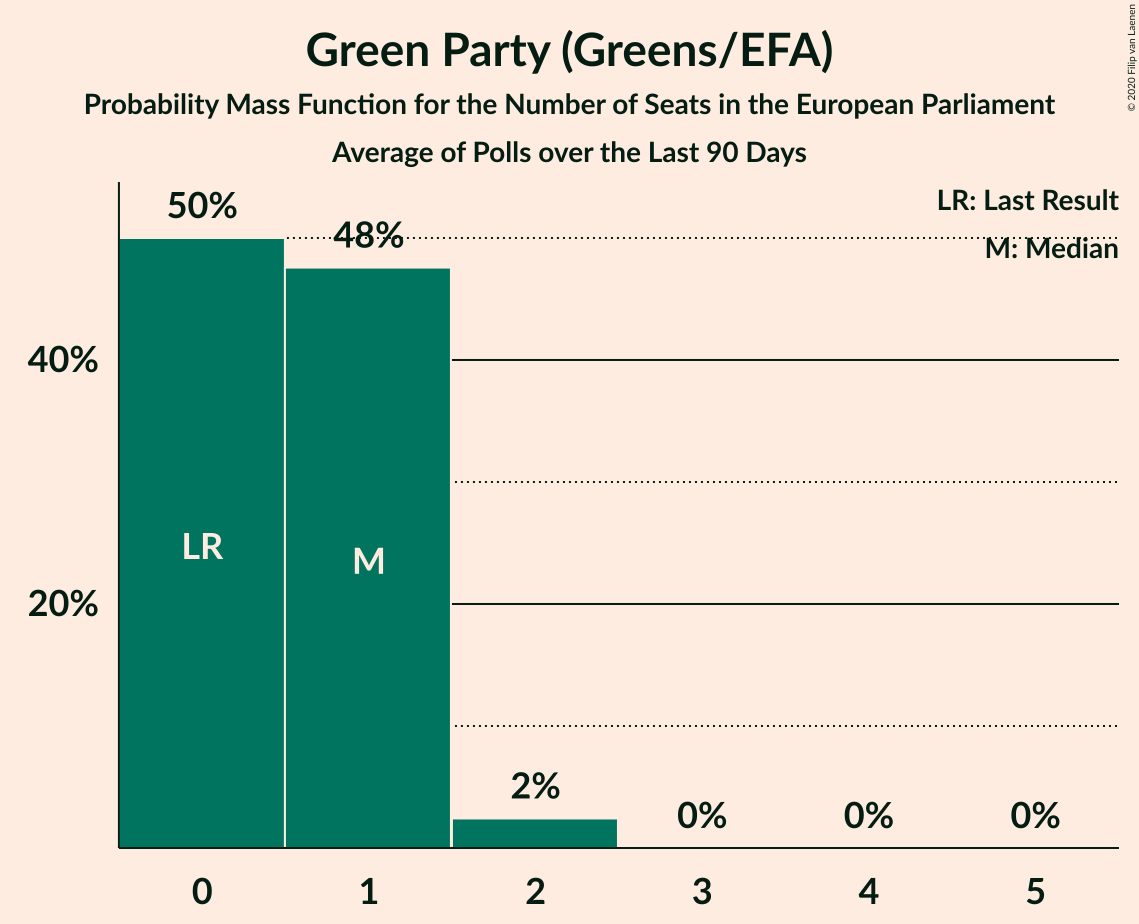 Green Party (Greens/EFA)
Probability Mass Function for the Number of Seats in the European Parliament
Average of Polls over the Last 90 Days
© 2020 Filip van Laenen
LR: Last Result
M: Median
50%
48%
40%
LR
M
20%
2%
0%
0%
0%
0
1
2
3
4
5